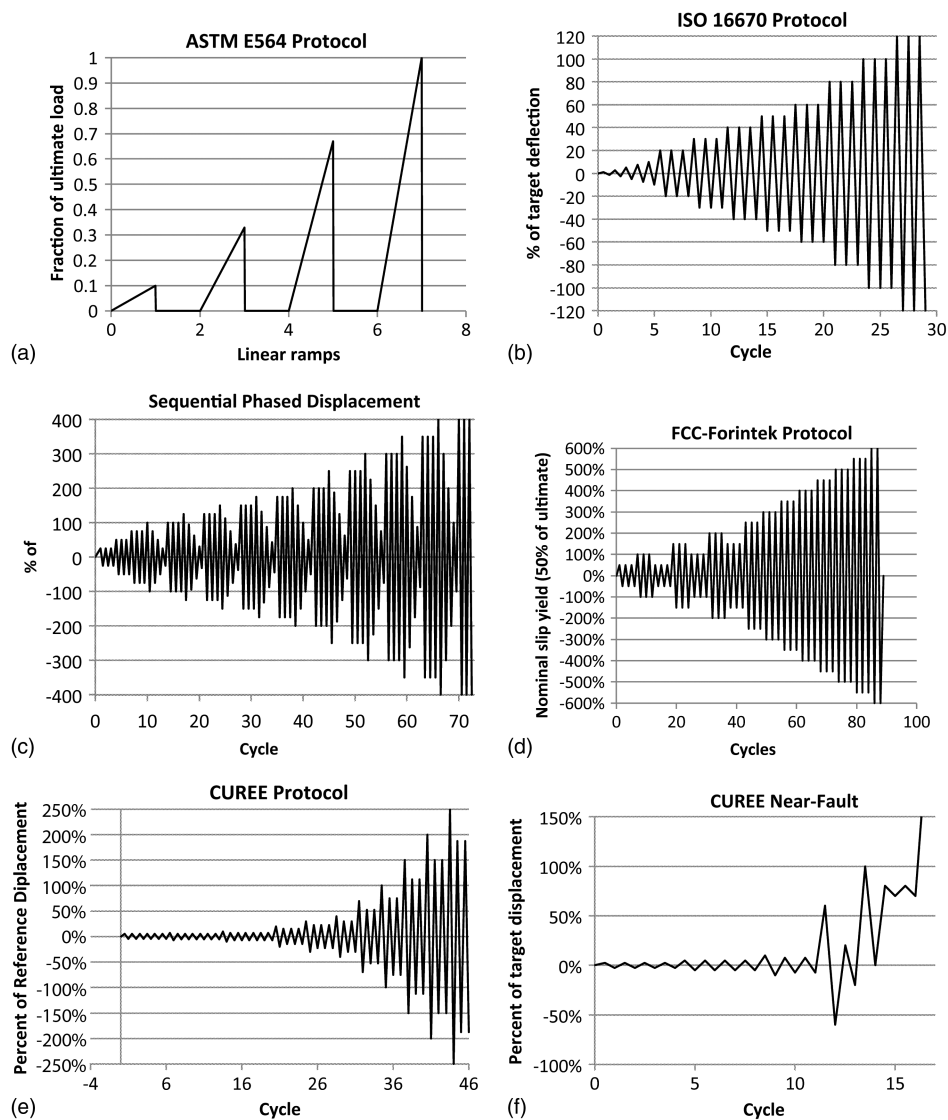 ASTM E564 Protocol
Fraction of ultimate load
1
0.9
0.8
0.7
0.6
0.5
0.4
0.3
0.2
0.1
0
0 2 4 6 8
Linear ramps
(a)
ISO 16670 Protocol
% of target deflection
120
100
80
60
40
20
0
-20
-40
-60
-80
-100
-120
0 5 10 15 20 25 30
Cycle
(b)
Sequential Phased Displacement
% of
400
300
200
100
0
-100
-200
-300
-400
0 10 20 30 40 50 60 70
Cycle
(c)
FCC-Forintek Protocol
Nominal slip yield (50% of ultimate)
600%
500%
400%
300%
200%
100%
0%
-100%
-200%
-300%
-400%
-500%
-600%
0 20 40 60 80 100
Cycles
(d)
CUREE Protocol
Percent of Reference Diplacement
250%
200%
150%
100%
50%
0%
-50%
-100%
-150%
-200%
-250%
-4 6 16 26 36 46
Cycle
(e)
CUREE Near-Fault
Percent of target displacement
150%
100%
50%
0%
-50%
-100%
0 5 10 15
Cycle
(f)